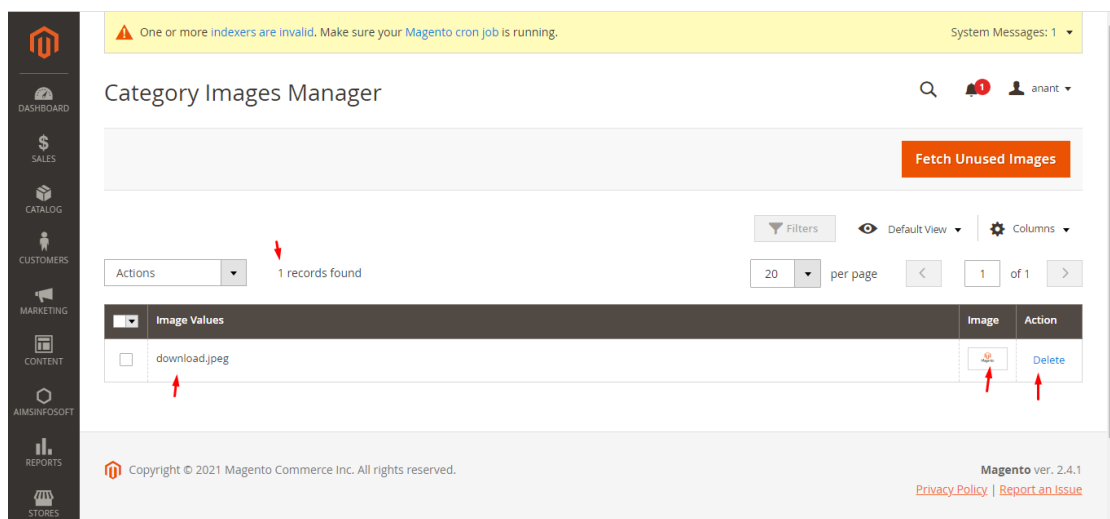 One or more indexers are invalid. Make sure your Magento cron job is running.
System Messages: 1
Category Images Manager
1
anant
Fetch Unused Images
Filters
Default View
Columns
Actions
1 records found
20
per page
1
of 1
Image Values
Image
Action
download.jpeg
Magento
Delete
DASHBOARD
SALES
CATALOG
CUSTOMERS
MARKETING
CONTENT
AIMSINFOSOFT
REPORTS
STORES
Copyright © 2021 Magento Commerce Inc. All rights reserved.
Magento ver. 2.4.1
Privacy Policy | Report an Issue